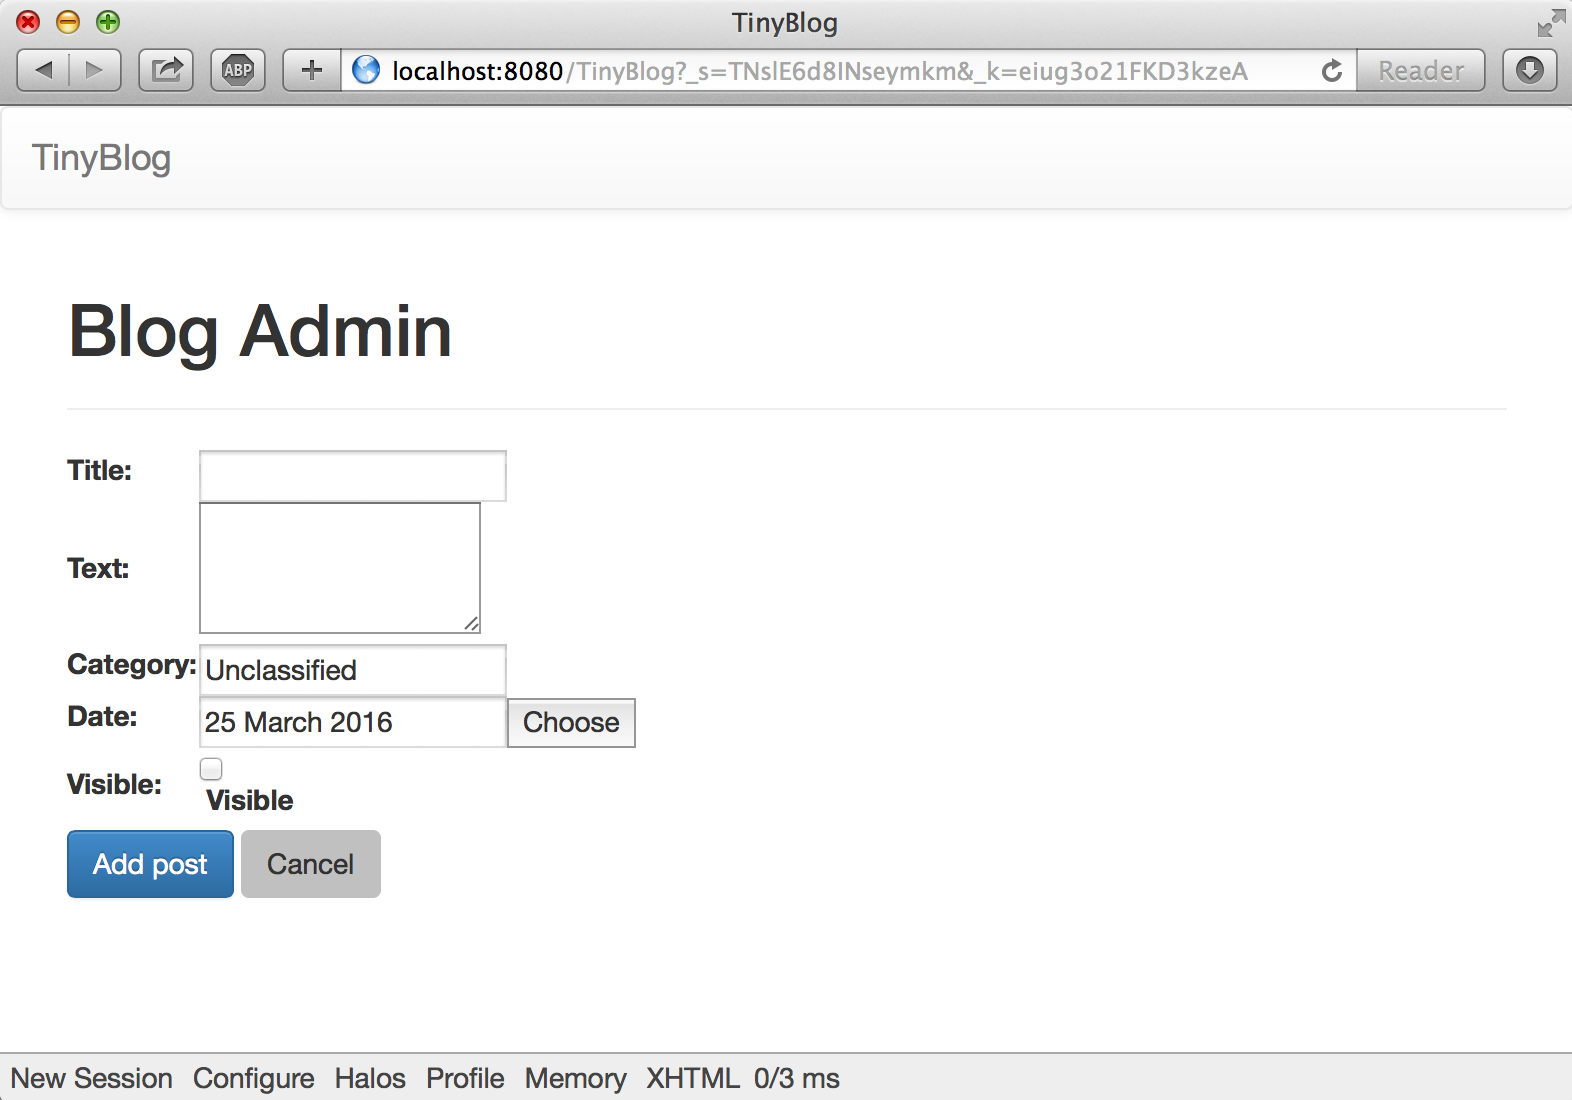 TinyBlog
ABP
localhost:8080/TinyBlog?_s=TNslE6d8INseymkm&_k=eiug3o21FKD3kzeA
Reader
TinyBlog
Blog Admin
Title:
Text:
Category: Unclassified
Date: 25 March 2016 Choose
Visible:
Visible
Add post Cancel
New Session Configure Halos Profile Memory XHTML 0/3 ms